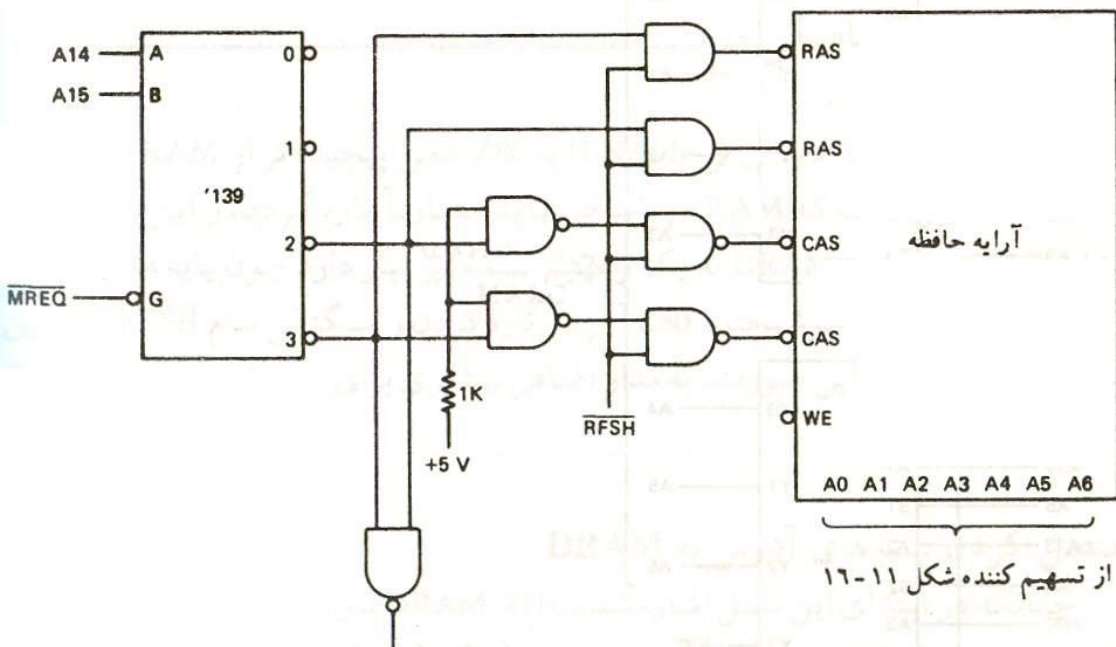 A14
A15
A
B
0
1
'139
2
MREQ
G
3
1K
+5 V
RFSH
RAS
RAS
CAS
CAS
WE
آرایه حافظه
A0 A1 A2 A3 A4 A5 A6
از تسهیم کننده شکل ۱۱-۱۶